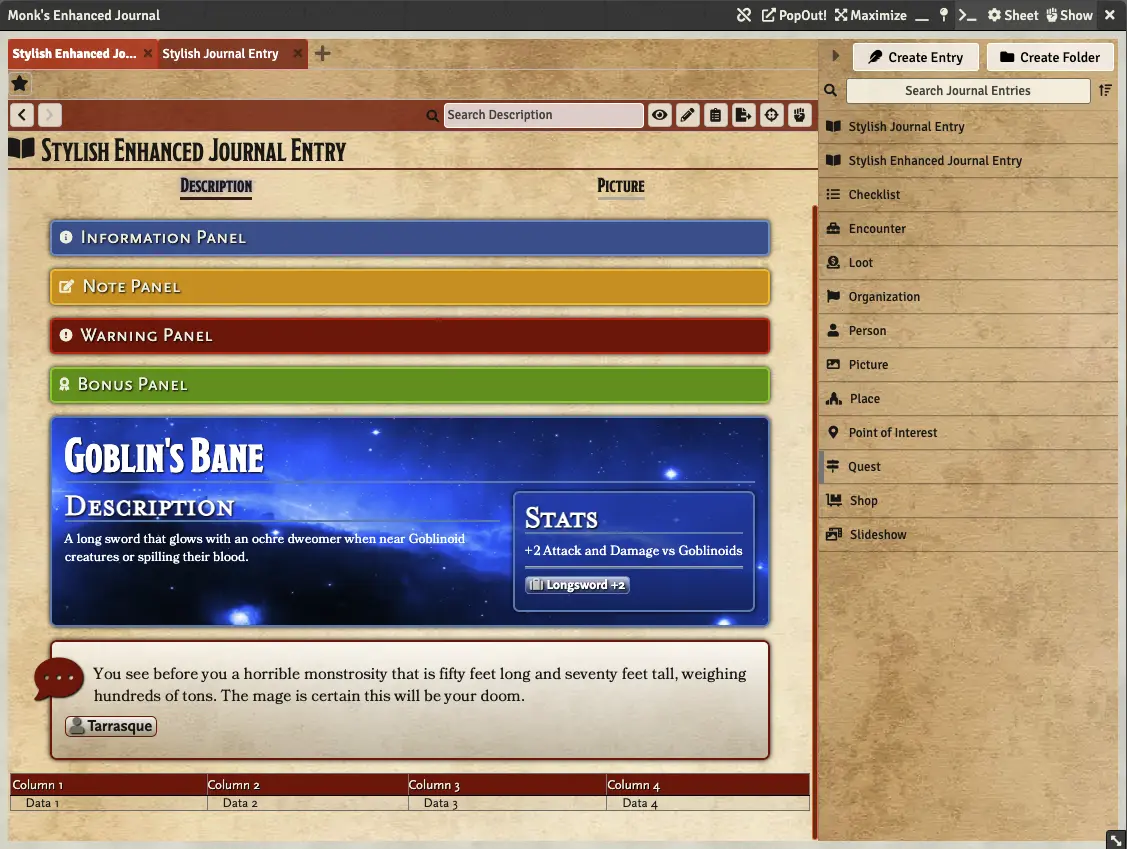 Monk's Enhanced Journal
PopOut!
Maximize
Sheet
Show
Stylish Enhanced Jo...
Stylish Journal Entry
Search Description
Stylish Enhanced Journal Entry
Description
Picture
Information Panel
Note Panel
Warning Panel
Bonus Panel
Goblin's Bane
Description
A long sword that glows with an ochre dweomer when near Goblinoid
creatures or spilling their blood.
Stats
+2 Attack and Damage vs Goblinoids
Longsword +2
You see before you a horrible monstrosity that is fifty feet long and seventy feet tall, weighing
hundreds of tons. The mage is certain this will be your doom.
Tarrasque
Column 1 Column 2 Column 3 Column 4
Data 1 Data 2 Data 3 Data 4
Create Entry
Create Folder
Search Journal Entries
Stylish Journal Entry
Stylish Enhanced Journal Entry
Checklist
Encounter
Loot
Organization
Person
Picture
Place
Point of Interest
Quest
Shop
Slideshow